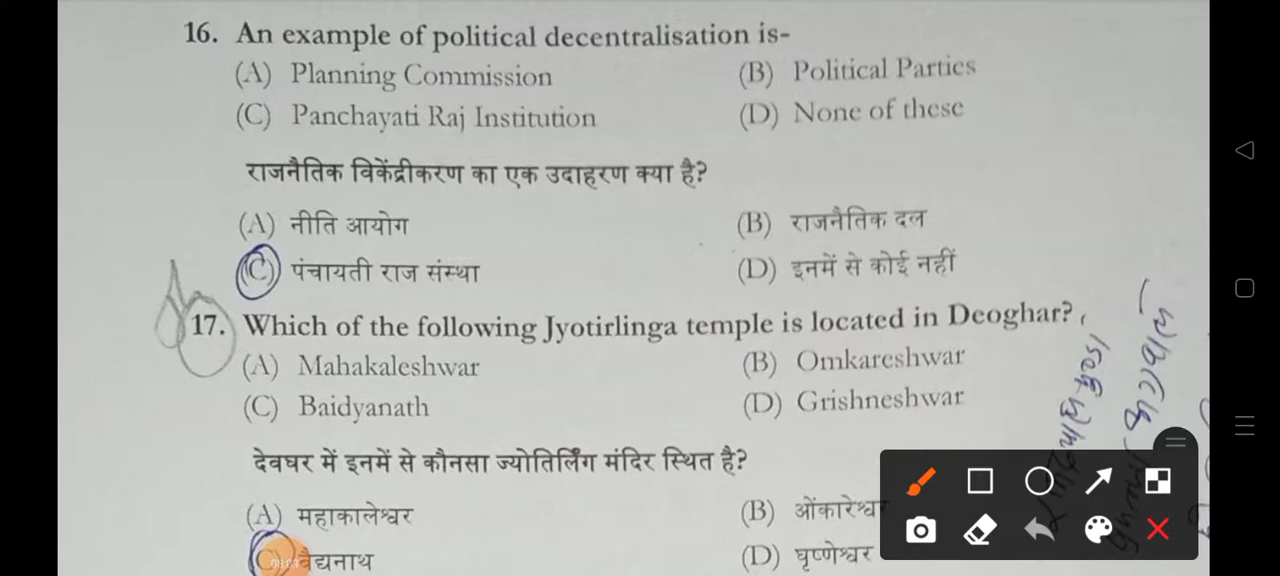 16. An example of political decentralisation is-
(A) Planning Commission (B) Political Parties
(C) Panchayati Raj Institution (D) None of these
राजनैतिक विकेंद्रीकरण का एक उदाहरण क्या है?
(A) नीति आयोग (B) राजनैतिक दल
(C) पंचायती राज संस्था (D) इनमें से कोई नहीं
17. Which of the following Jyotirlinga temple is located in Deoghar?
(A) Mahakaleshwar (B) Omkareshwar
(C) Baidyanath (D) Grishneshwar
देवघर में इनमें से कौनसा ज्योतिर्लिंग मंदिर स्थित है?
(A) महाकालेश्वर (B) ओंकारेश्वर
वैद्यनाथ (D) घृष्णेश्वर